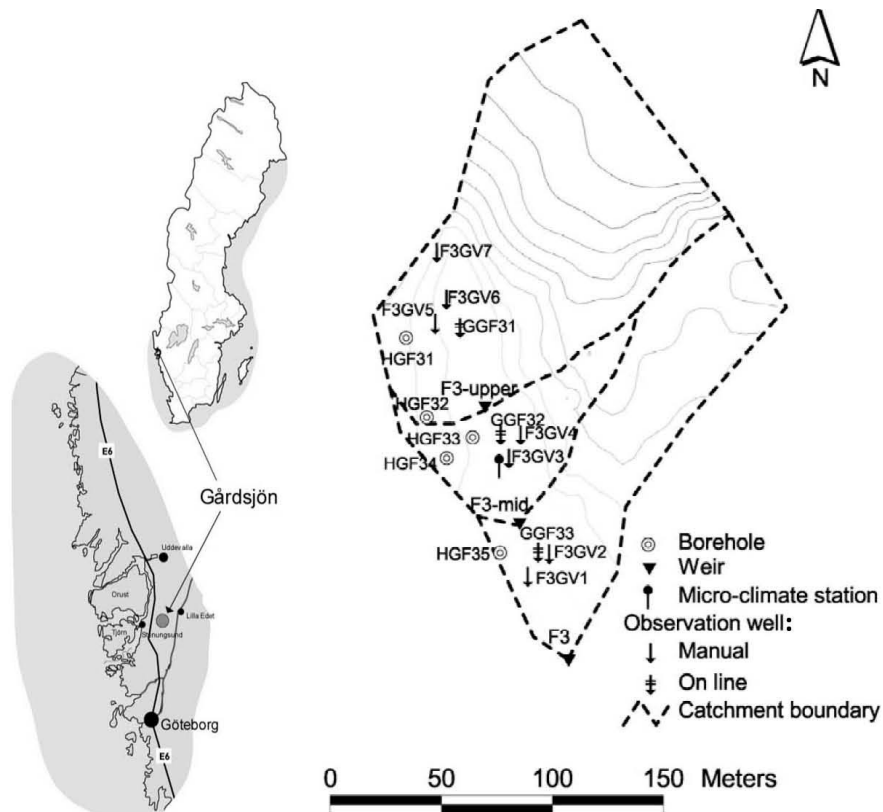 N
F3GV7
F3GV6
F3GV5
GGF31
HGF31
F3-upper
HGF32
GGF32
F3GV4
HGF33
F3GV3
HGF34
F3-mid
GGF33
HGF35
F3GV2
F3GV1
F3
E6
Gårdsjön
Uddevalla
Orust
Lilla Edet
Tjörn
Stenungsund
Göteborg
E6
Borehole
Weir
Micro-climate station
Observation well:
Manual
On line
Catchment boundary
0 50 100 150 Meters